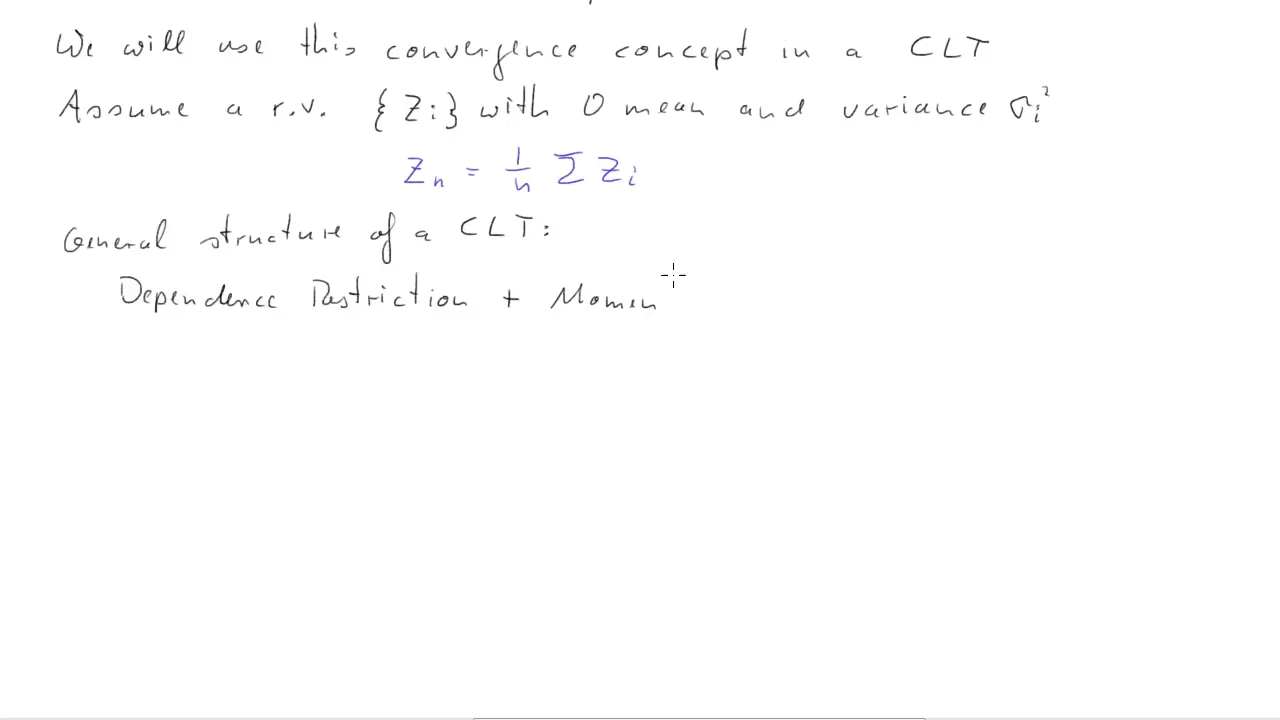 We will use this convergence concept in a CLT
Assume a r.v. {Zi} with 0 mean and variance σi²
Zn = 1/n Σ Zi
General structure of a CLT:
Dependence Restriction + Momen